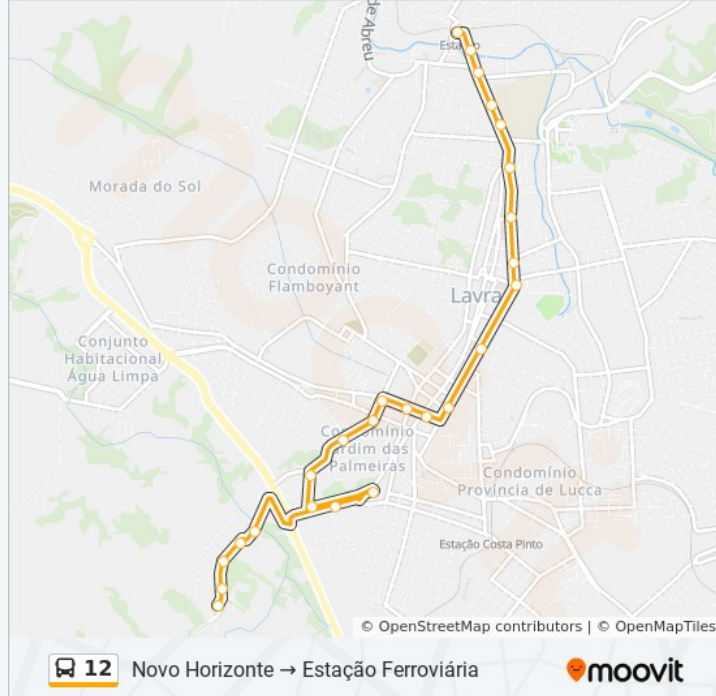 de Abreu
Estação
Morada do Sol
Condomínio
Flamboyant
Lavra
Conjunto
Habitacional
Água Limpa
Condomínio
Jardim das
Palmeiras
Condomínio
Província de Lucca
Estação Costa Pinto
© OpenStreetMap contributors | © OpenMapTiles
12 Novo Horizonte → Estação Ferroviária
moovit